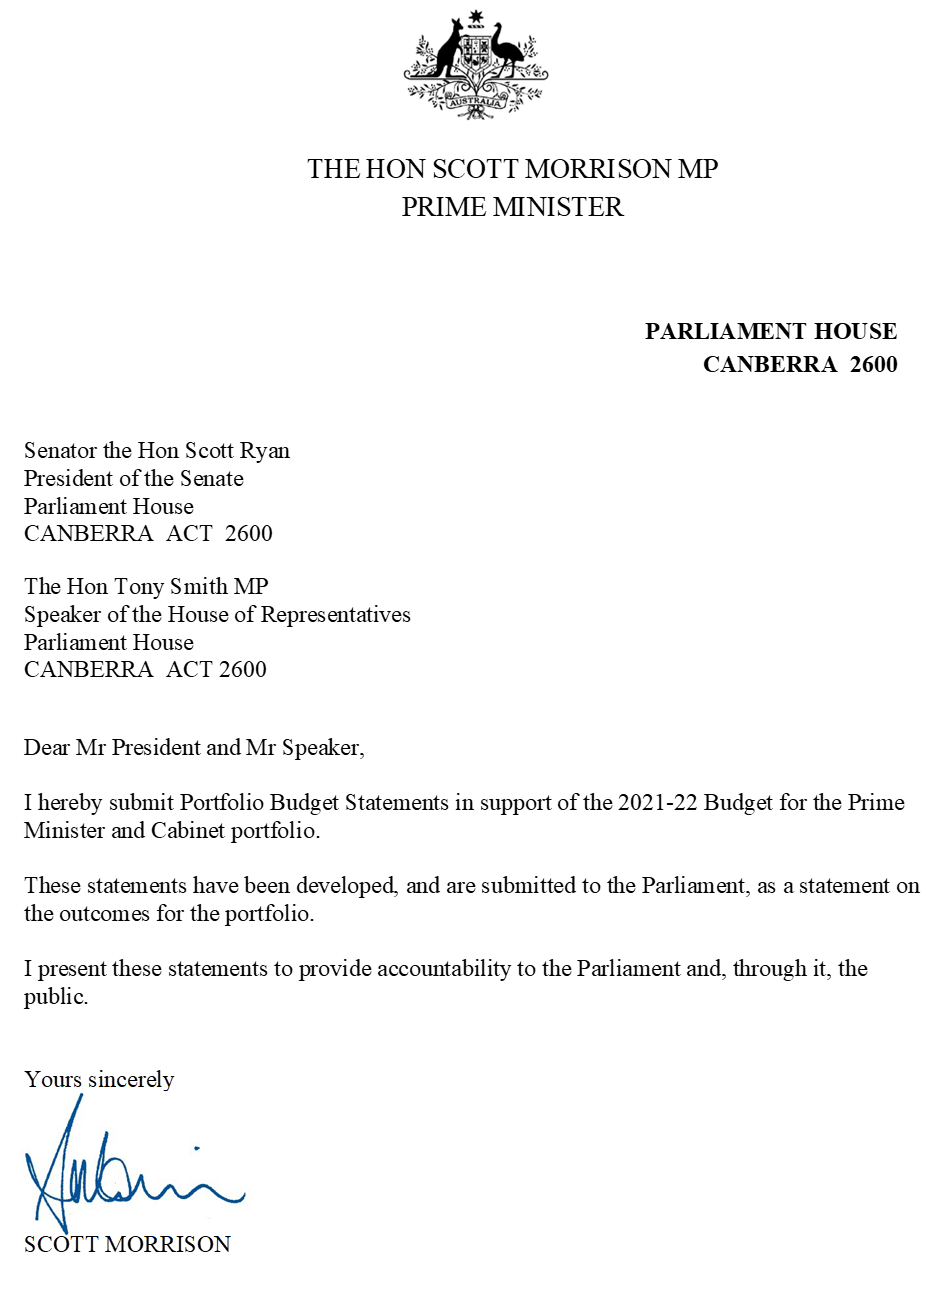 AUSTRALIA
THE HON SCOTT MORRISON MP
PRIME MINISTER
PARLIAMENT HOUSE
CANBERRA 2600
Senator the Hon Scott Ryan
President of the Senate
Parliament House
CANBERRA ACT 2600
The Hon Tony Smith MP
Speaker of the House of Representatives
Parliament House
CANBERRA ACT 2600
Dear Mr President and Mr Speaker,
I hereby submit Portfolio Budget Statements in support of the 2021-22 Budget for the Prime
Minister and Cabinet portfolio.
These statements have been developed, and are submitted to the Parliament, as a statement on
the outcomes for the portfolio.
I present these statements to provide accountability to the Parliament and, through it, the
public.
Yours sincerely
SCOTT MORRISON